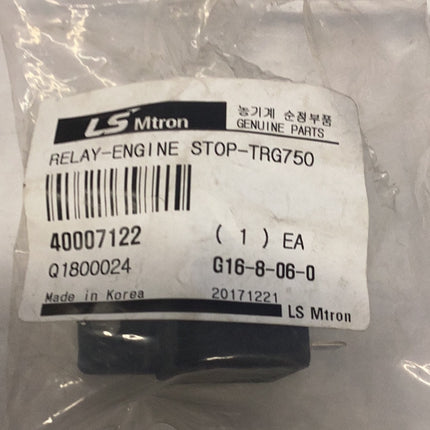 LS Mtron
농기계 순정부품
GENUINE PARTS
RELAY-ENGINE STOP-TRG750
40007122 ( 1 ) EA
Q1800024 G16-8-06-0
Made in Korea 20171221
LS Mtron